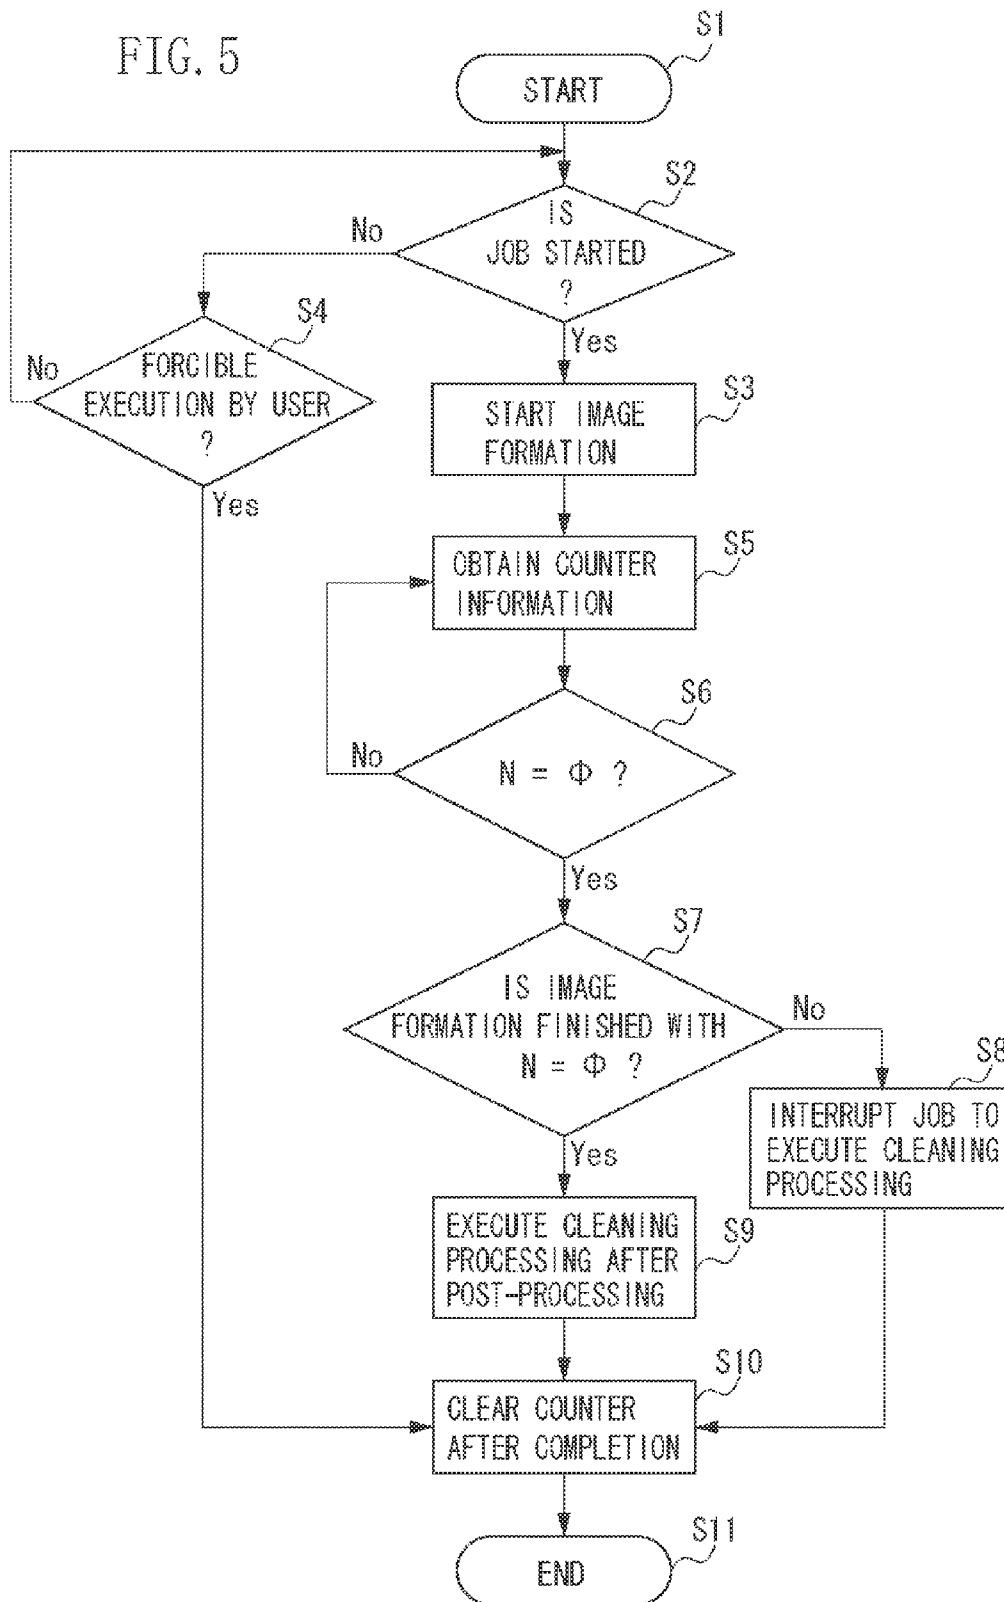 FIG. 5
S1
START
S2
IS
JOB STARTED
?
No
Yes
S4
FORCIBLE
EXECUTION BY USER
?
No
Yes
S3
START IMAGE
FORMATION
S5
OBTAIN COUNTER
INFORMATION
S6
N = Φ ?
No
Yes
S7
IS IMAGE
FORMATION FINISHED WITH
N = Φ ?
No
Yes
S8
INTERRUPT JOB TO
EXECUTE CLEANING
PROCESSING
S9
EXECUTE CLEANING
PROCESSING AFTER
POST-PROCESSING
S10
CLEAR COUNTER
AFTER COMPLETION
S11
END